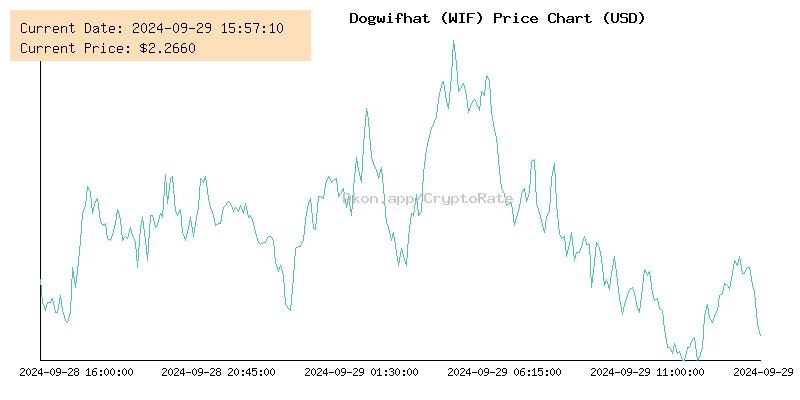 Dogwifhat (WIF) Price Chart (USD)
Current Date: 2024-09-29 15:57:10
Current Price: $2.2660
Pkon.app/CryptoRate
2024-09-28 16:00:00 2024-09-28 20:45:00 2024-09-29 01:30:00 2024-09-29 06:15:00 2024-09-29 11:00:00 2024-09-29